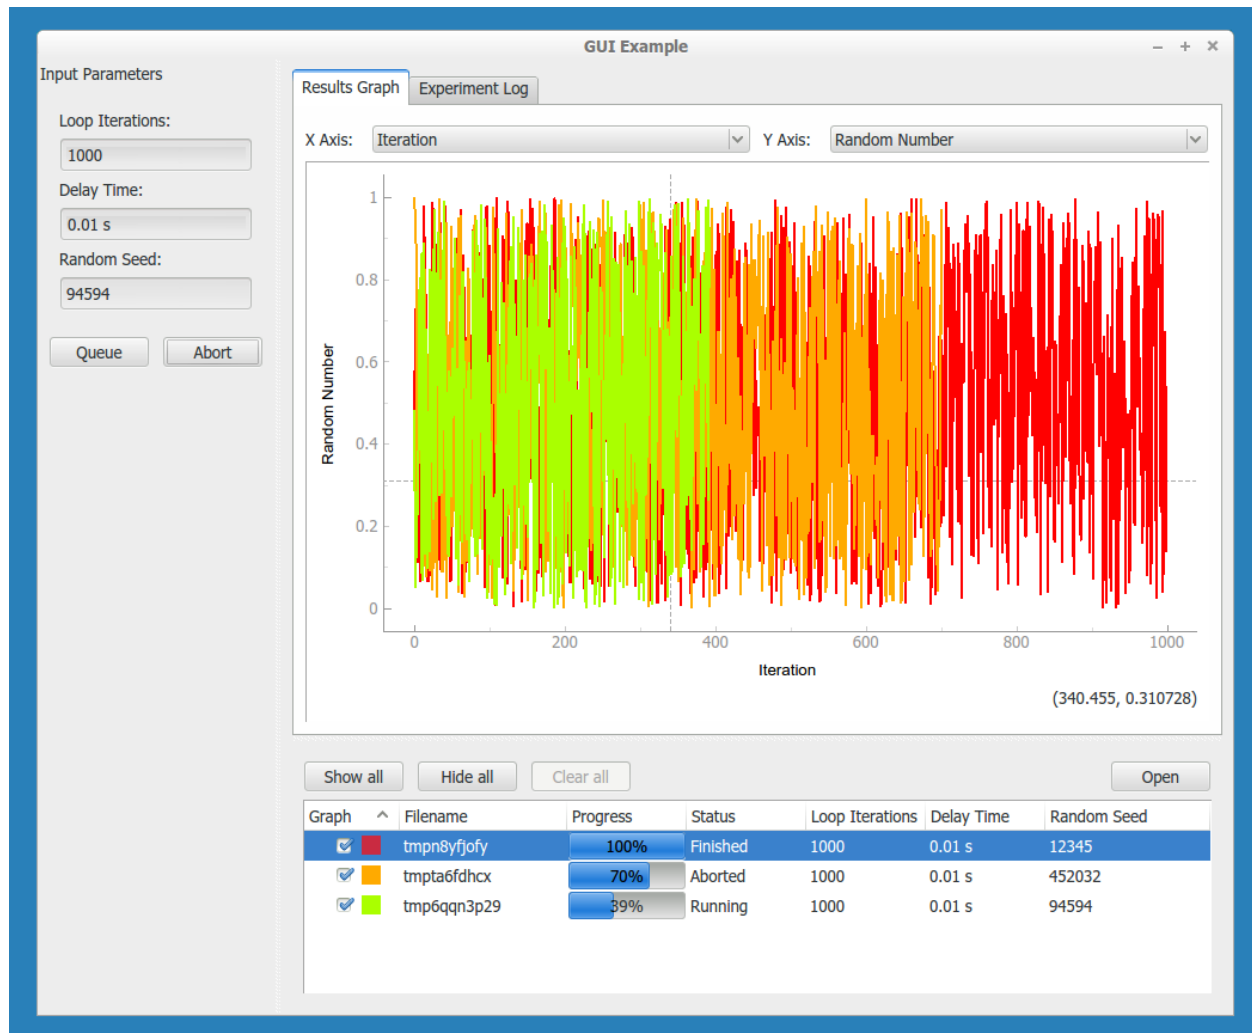 GUI Example
Input Parameters
Loop Iterations:
1000
Delay Time:
0.01 s
Random Seed:
94594
Queue Abort
Results Graph Experiment Log
X Axis: Iteration Y Axis: Random Number
1
0.8
0.6
0.4
0.2
0
Random Number
0 200 400 600 800 1000
Iteration
(340.455, 0.310728)
Show all Hide all Clear all Open
Graph Filename Progress Status Loop Iterations Delay Time Random Seed
tmpn8yfjofy 100% Finished 1000 0.01 s 12345
tmpta6fdhcx 70% Aborted 1000 0.01 s 452032
tmp6qqn3p29 39% Running 1000 0.01 s 94594